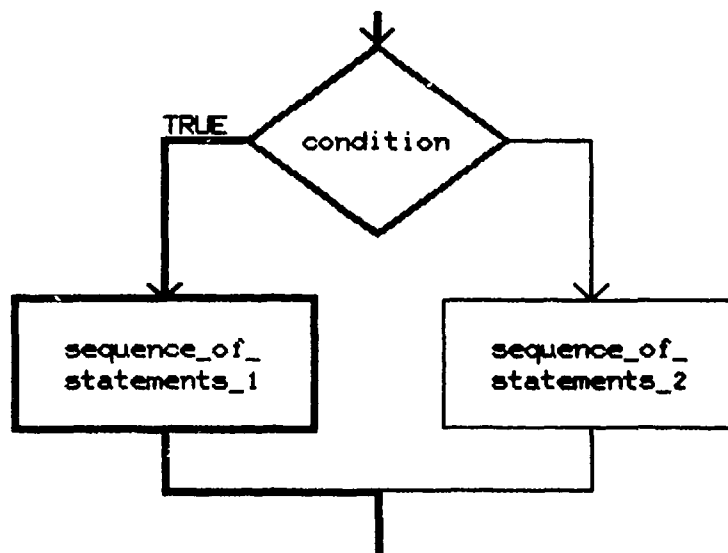 TRUE
condition
sequence_of_
statements_1
sequence_of_
statements_2